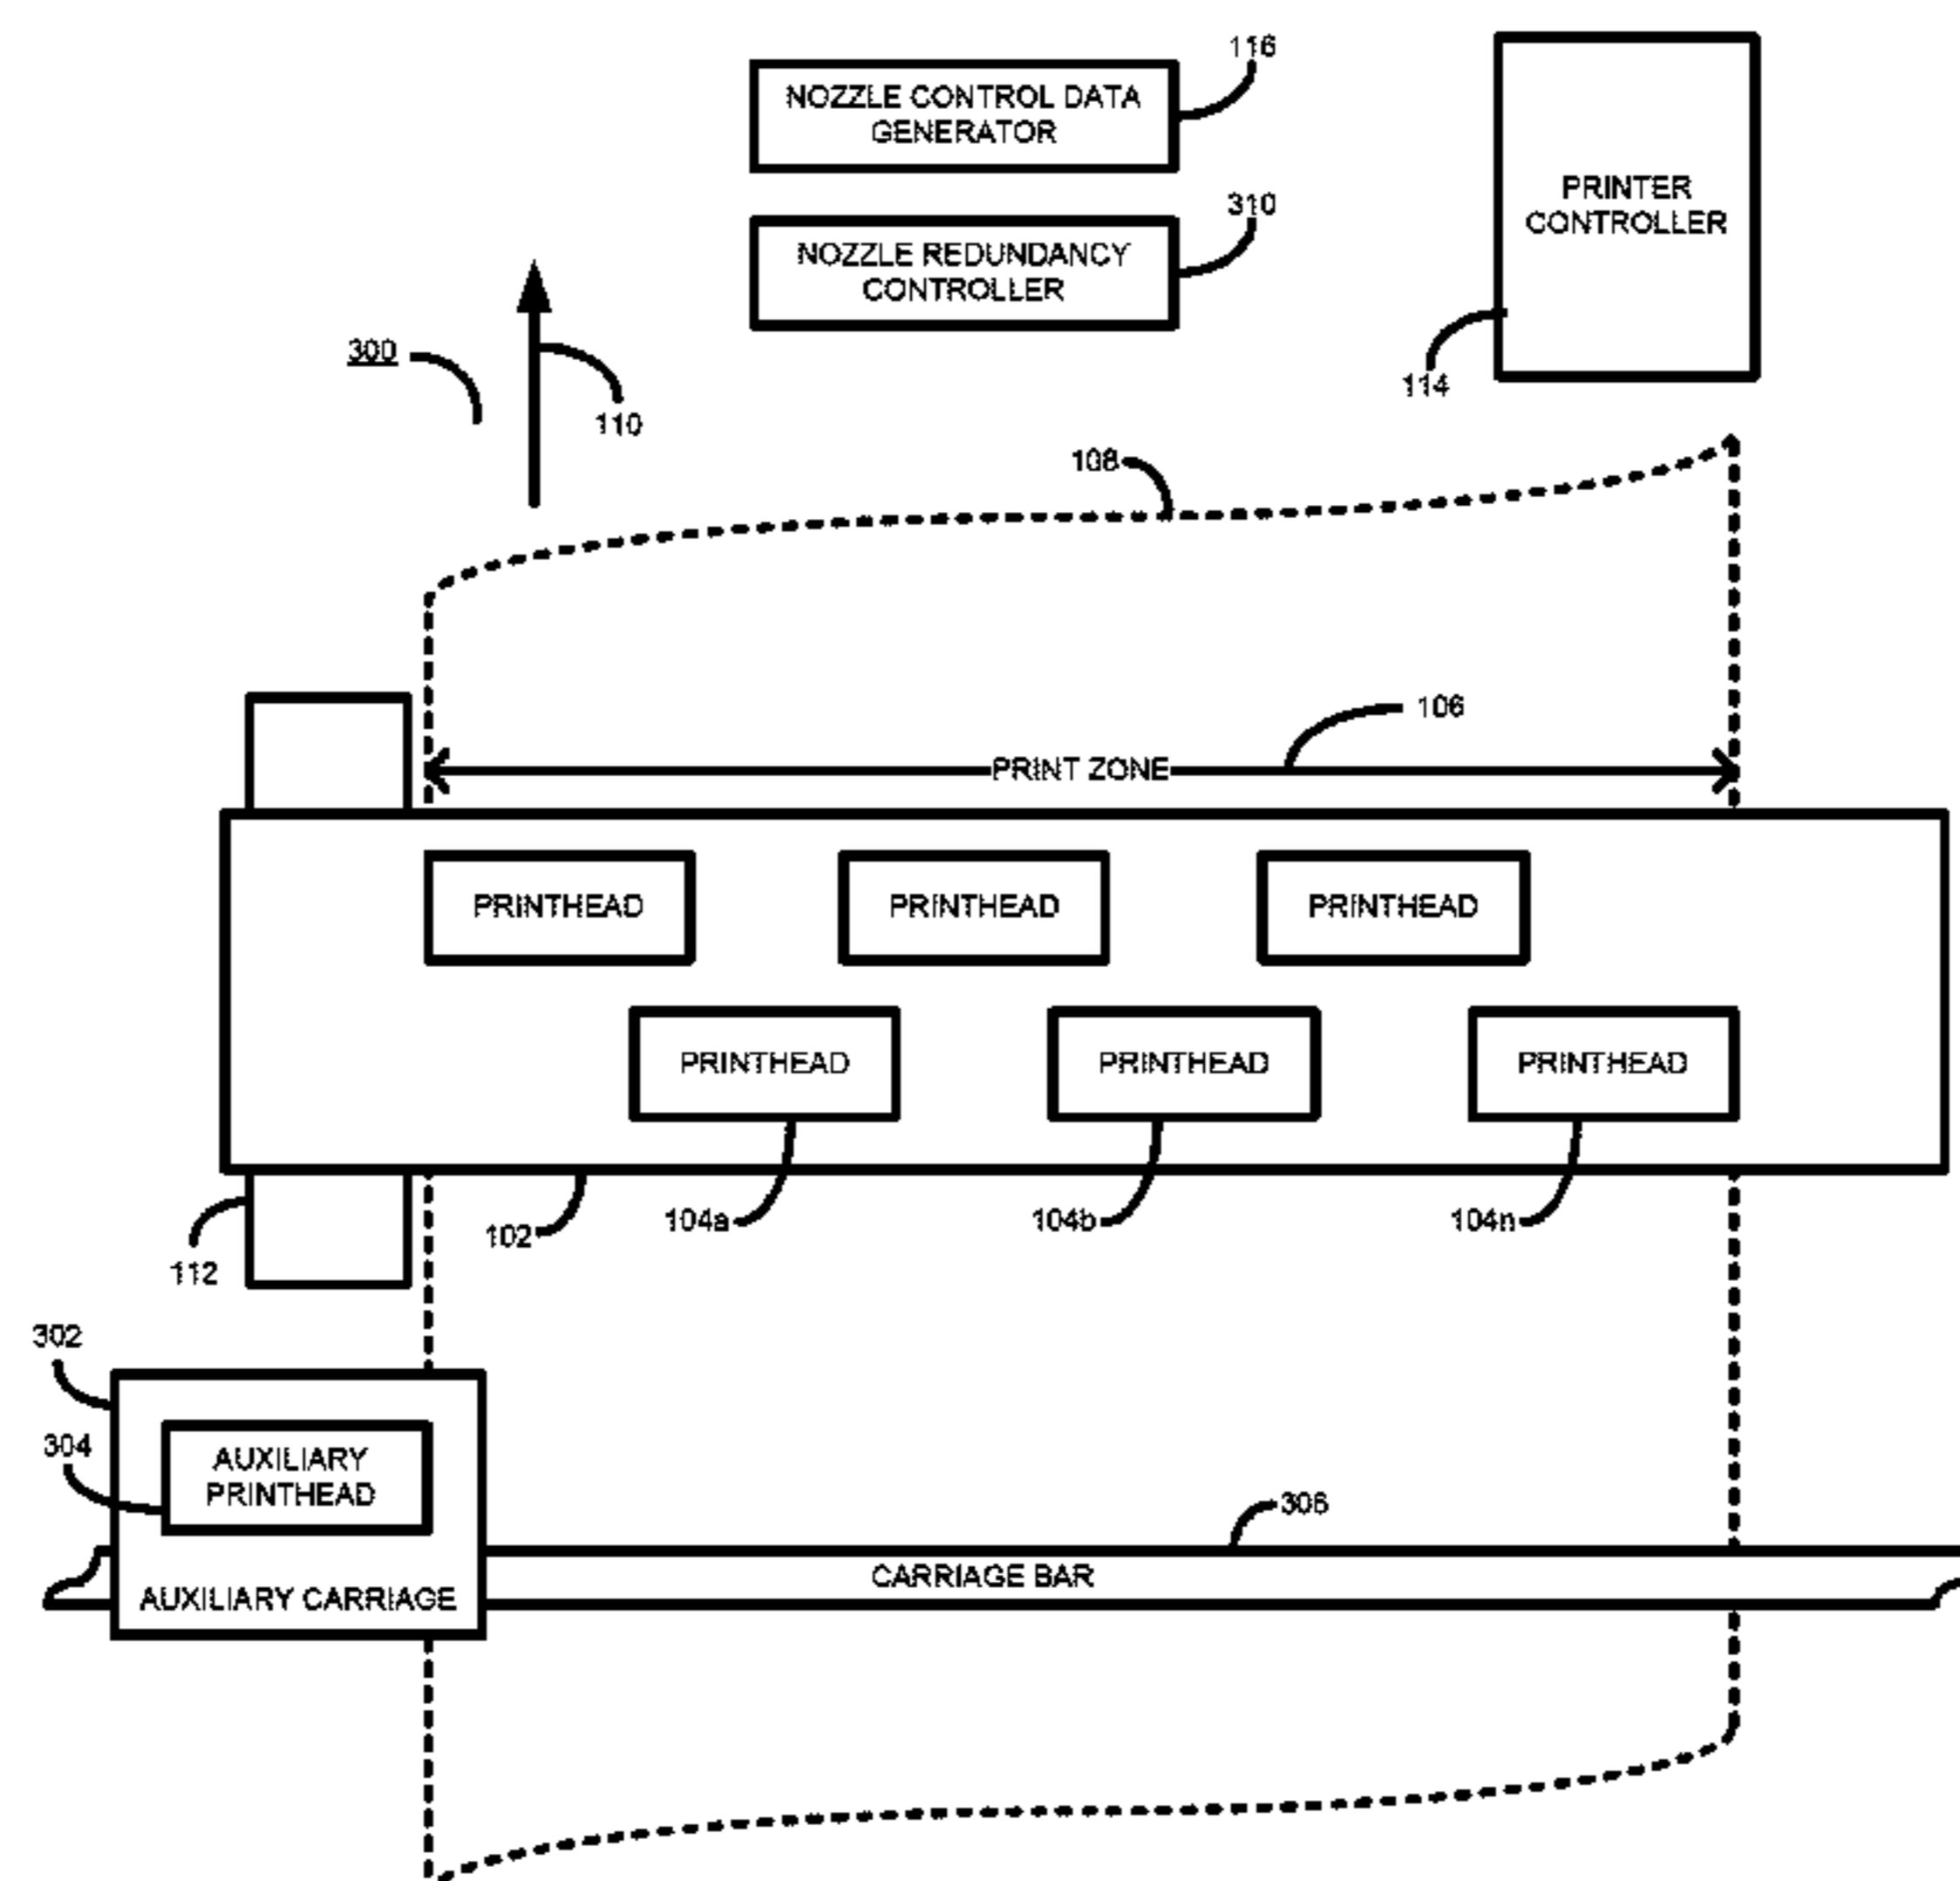 116
NOZZLE CONTROL DATA
GENERATOR
PRINTER
CONTROLLER
310
NOZZLE REDUNDANCY
CONTROLLER
300
110
114
108
106
PRINT ZONE
PRINTHEAD
PRINTHEAD
PRINTHEAD
PRINTHEAD
PRINTHEAD
PRINTHEAD
112
102
104a
104b
104n
302
304
AUXILIARY
PRINTHEAD
306
CARRIAGE BAR
AUXILIARY CARRIAGE